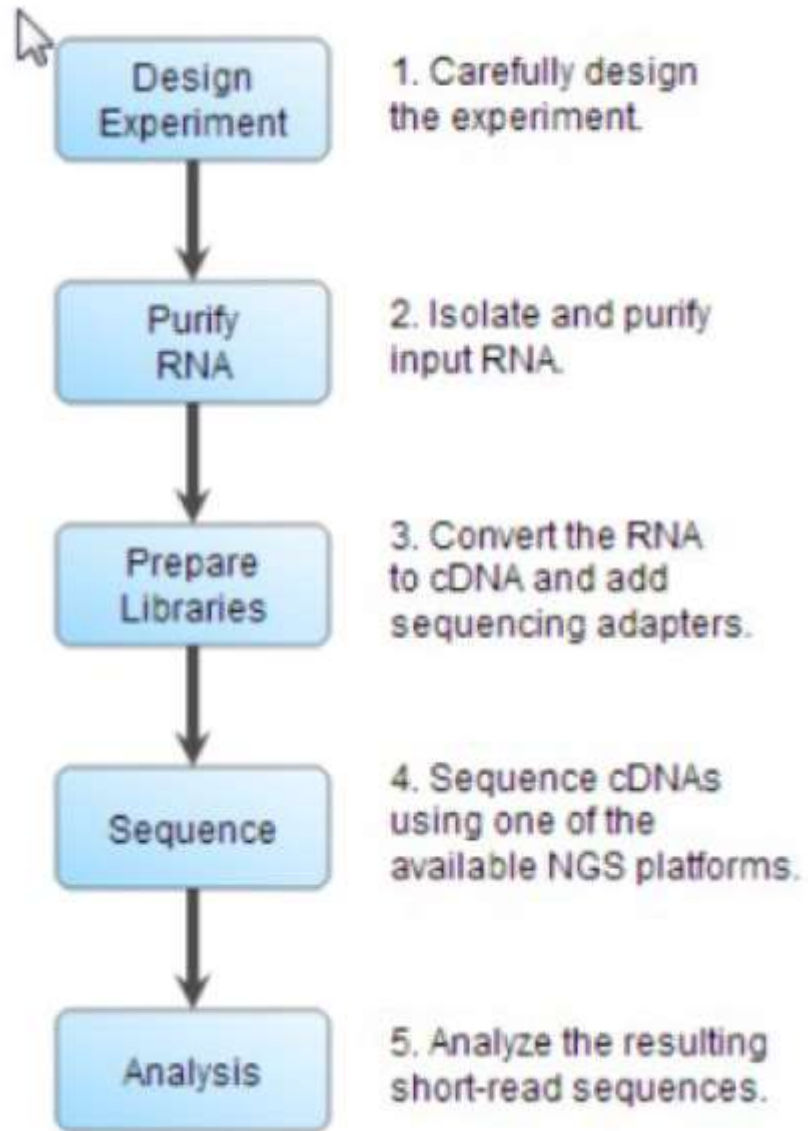 Design
Experiment
1. Carefully design
the experiment.
Purify
RNA
2. Isolate and purify
input RNA.
Prepare
Libraries
3. Convert the RNA
to cDNA and add
sequencing adapters.
Sequence
4. Sequence cDNAs
using one of the
available NGS platforms.
Analysis
5. Analyze the resulting
short-read sequences.